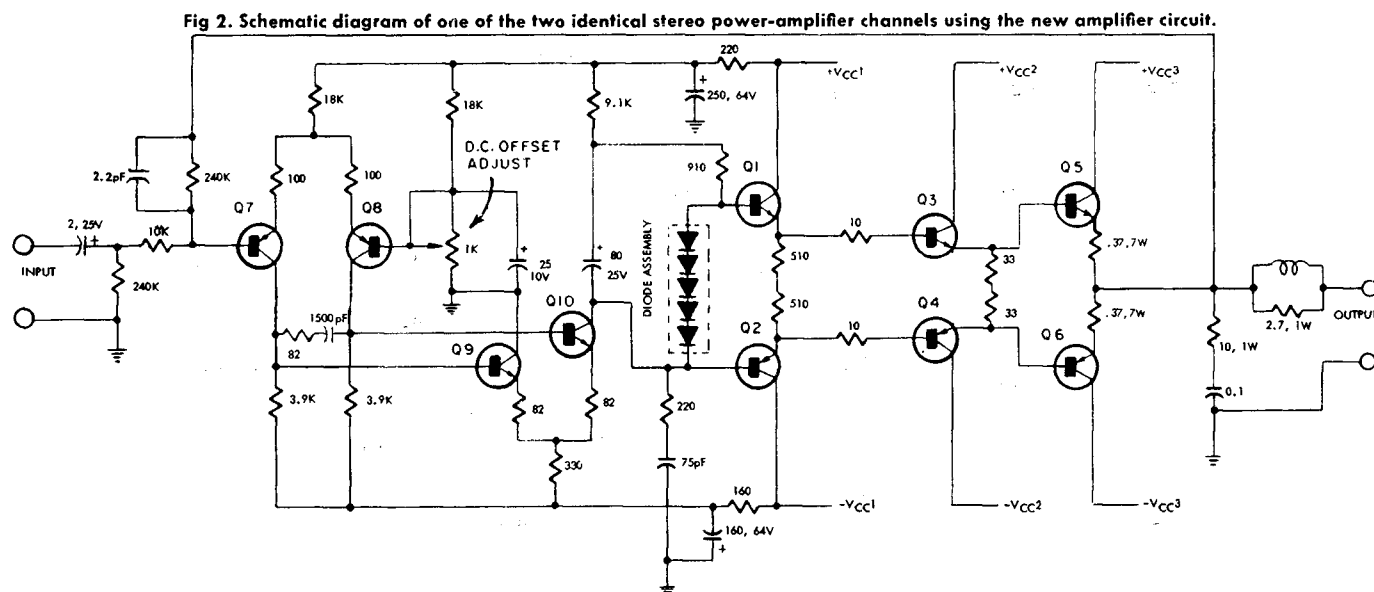 Fig 2. Schematic diagram of one of the two identical stereo power-amplifier channels using the new amplifier circuit.
220
+VCC1
+VCC2
+VCC3
+
250, 64V
18K
18K
9.1K
D.C. OFFSET
ADJUST
910
Q1
Q3
Q5
2.2pF
240K
100
100
Q7
Q8
2, 25V
+
10K
1K
+
25
10V
+
80
25V
DIODE ASSEMBLY
510
10
.37,7W
33
INPUT
240K
1500pF
82
Q10
Q9
510
Q2
10
Q4
33
Q6
.37,7W
2.7, 1W
OUTPUT
10, 1W
3.9K
3.9K
82
82
220
0.1
330
75pF
160
-VCC1
-VCC2
-VCC3
160, 64V
+